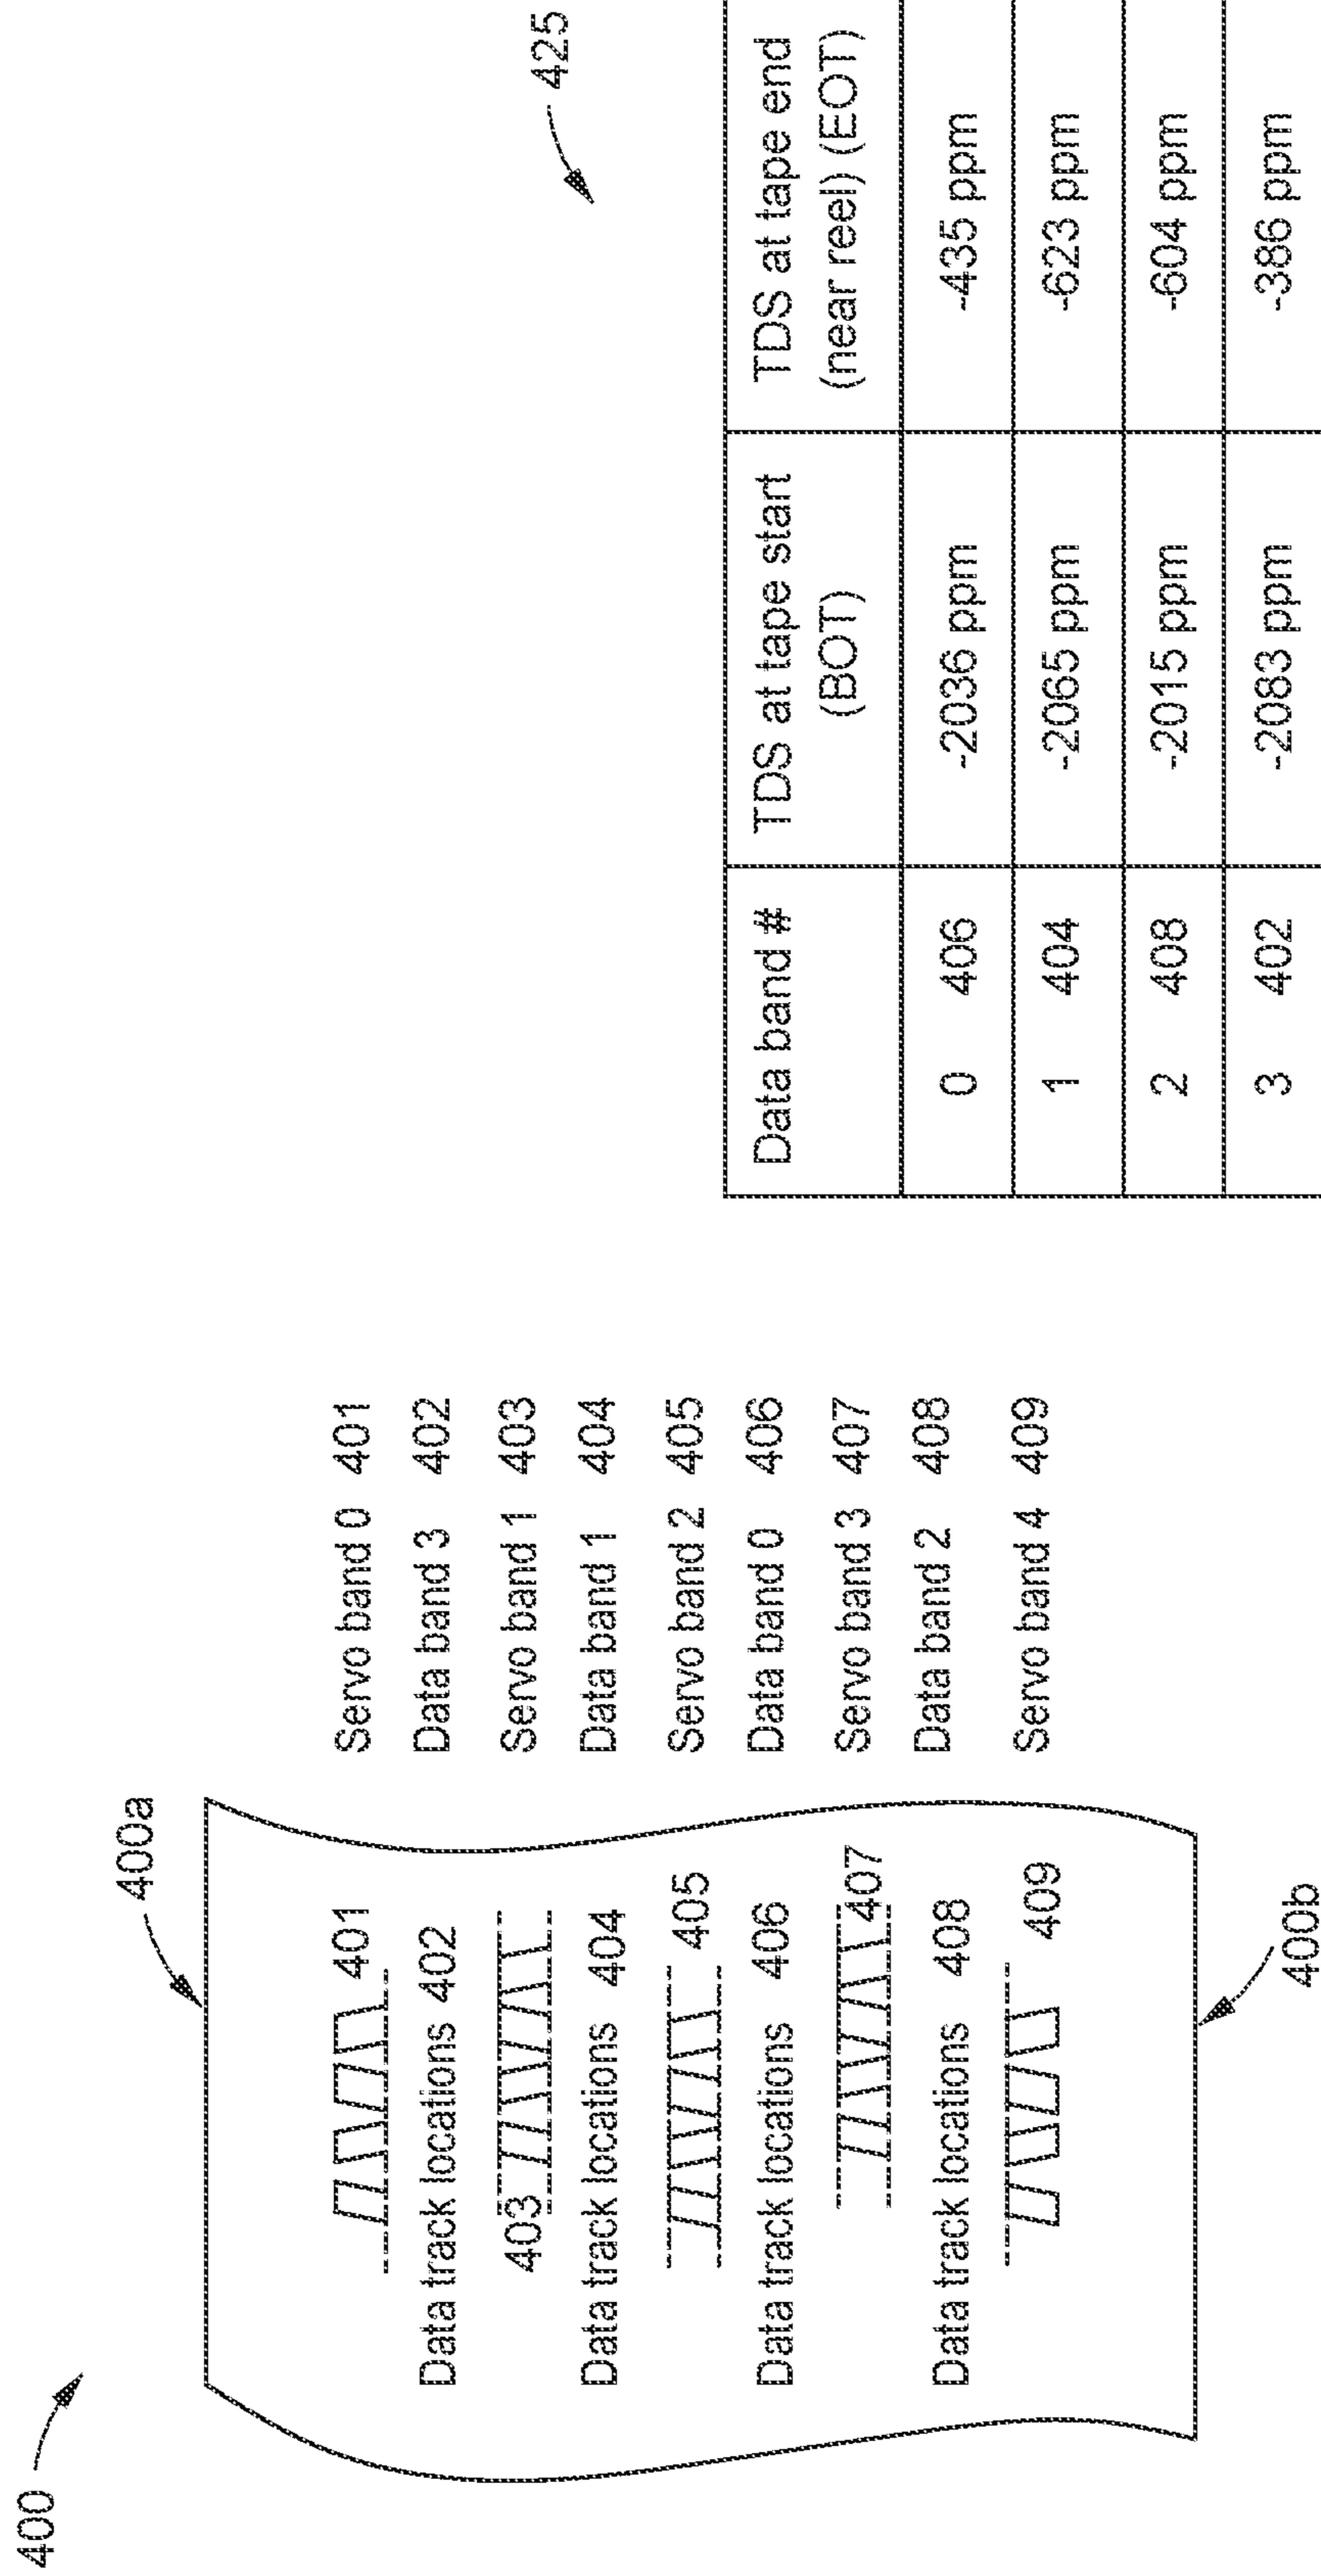 400
400a
401
Data track locations 402
403
Data track locations 404
405
Data track locations 406
407
Data track locations 408
409
400b
Servo band 0 401
Data band 3 402
Servo band 1 403
Data band 1 404
Servo band 2 405
Data band 0 406
Servo band 3 407
Data band 2 408
Servo band 4 409
425
Data band # TDS at tape start TDS at tape end
(BOT) (near reel) (EOT)
0 406 -2036 ppm -435 ppm
1 404 -2065 ppm -623 ppm
2 408 -2015 ppm -604 ppm
3 402 -2083 ppm -386 ppm